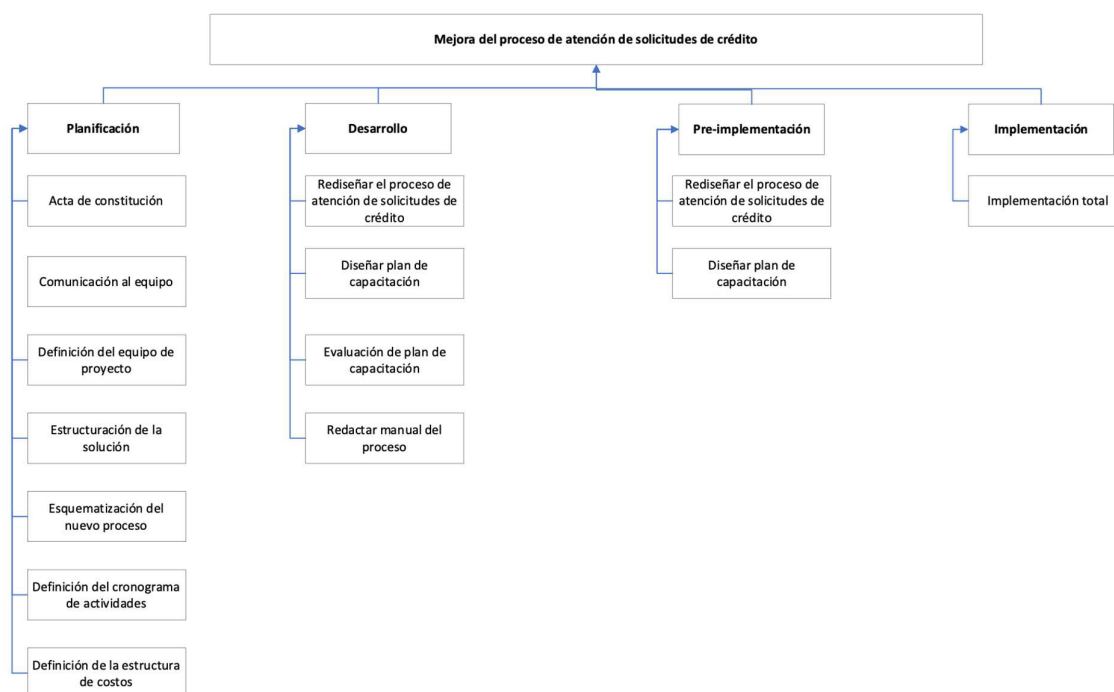 Mejora del proceso de atención de solicitudes de crédito
Planificación
Desarrollo
Pre-implementación
Implementación
Acta de constitución
Rediseñar el proceso de
atención de solicitudes de
crédito
Rediseñar el proceso de
atención de solicitudes de
crédito
Implementación total
Comunicación al equipo
Diseñar plan de
capacitación
Diseñar plan de
capacitación
Definición del equipo de
proyecto
Evaluación de plan de
capacitación
Estructuración de la
solución
Redactar manual del
proceso
Esquematización del
nuevo proceso
Definición del cronograma
de actividades
Definición de la estructura
de costos